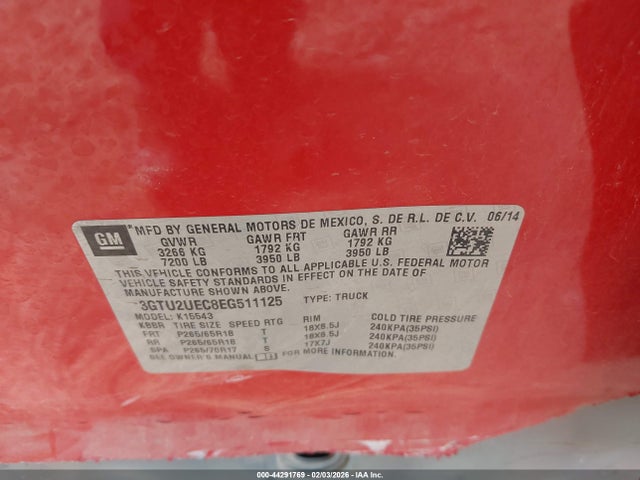 GM
*MFD BY GENERAL MOTORS DE MEXICO, S. DE R.L. DE C.V. 06/14
GVWR GAWR FRT GAWR RR
3266 KG 1792 KG 1792 KG
7200 LB 3950 LB 3950 LB
THIS VEHICLE CONFORMS TO ALL APPLICABLE U.S. FEDERAL MOTOR
VEHICLE SAFETY STANDARDS IN EFFECT ON THE DATE OF
MANUFACTURE SHOWN ABOVE.
3GTU2UEC8EG511125 TYPE: TRUCK
MODEL: K15543
KBBR TIRE SIZE SPEED RTG RIM COLD TIRE PRESSURE
FRT P265/65R18 T 18X8.5J 240KPA(35PSI)
RR P265/65R18 T 18X8.5J 240KPA(35PSI)
SPA P265/70R17 S 17X7J 240KPA(35PSI)
SEE OWNER'S MANUAL
000-44291769 - 02/03/2026 - IAA, Inc.